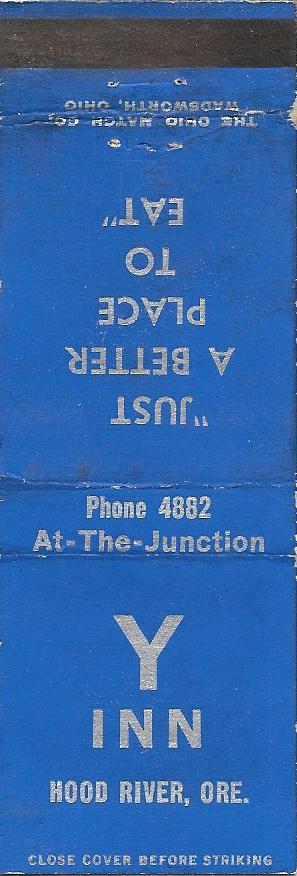 THE OHIO MATCH CO.
WADSWORTH, OHIO
"JUST
A BETTER
PLACE
TO
EAT"
Phone 4882
At-The-Junction
Y
INN
HOOD RIVER, ORE.
CLOSE COVER BEFORE STRIKING